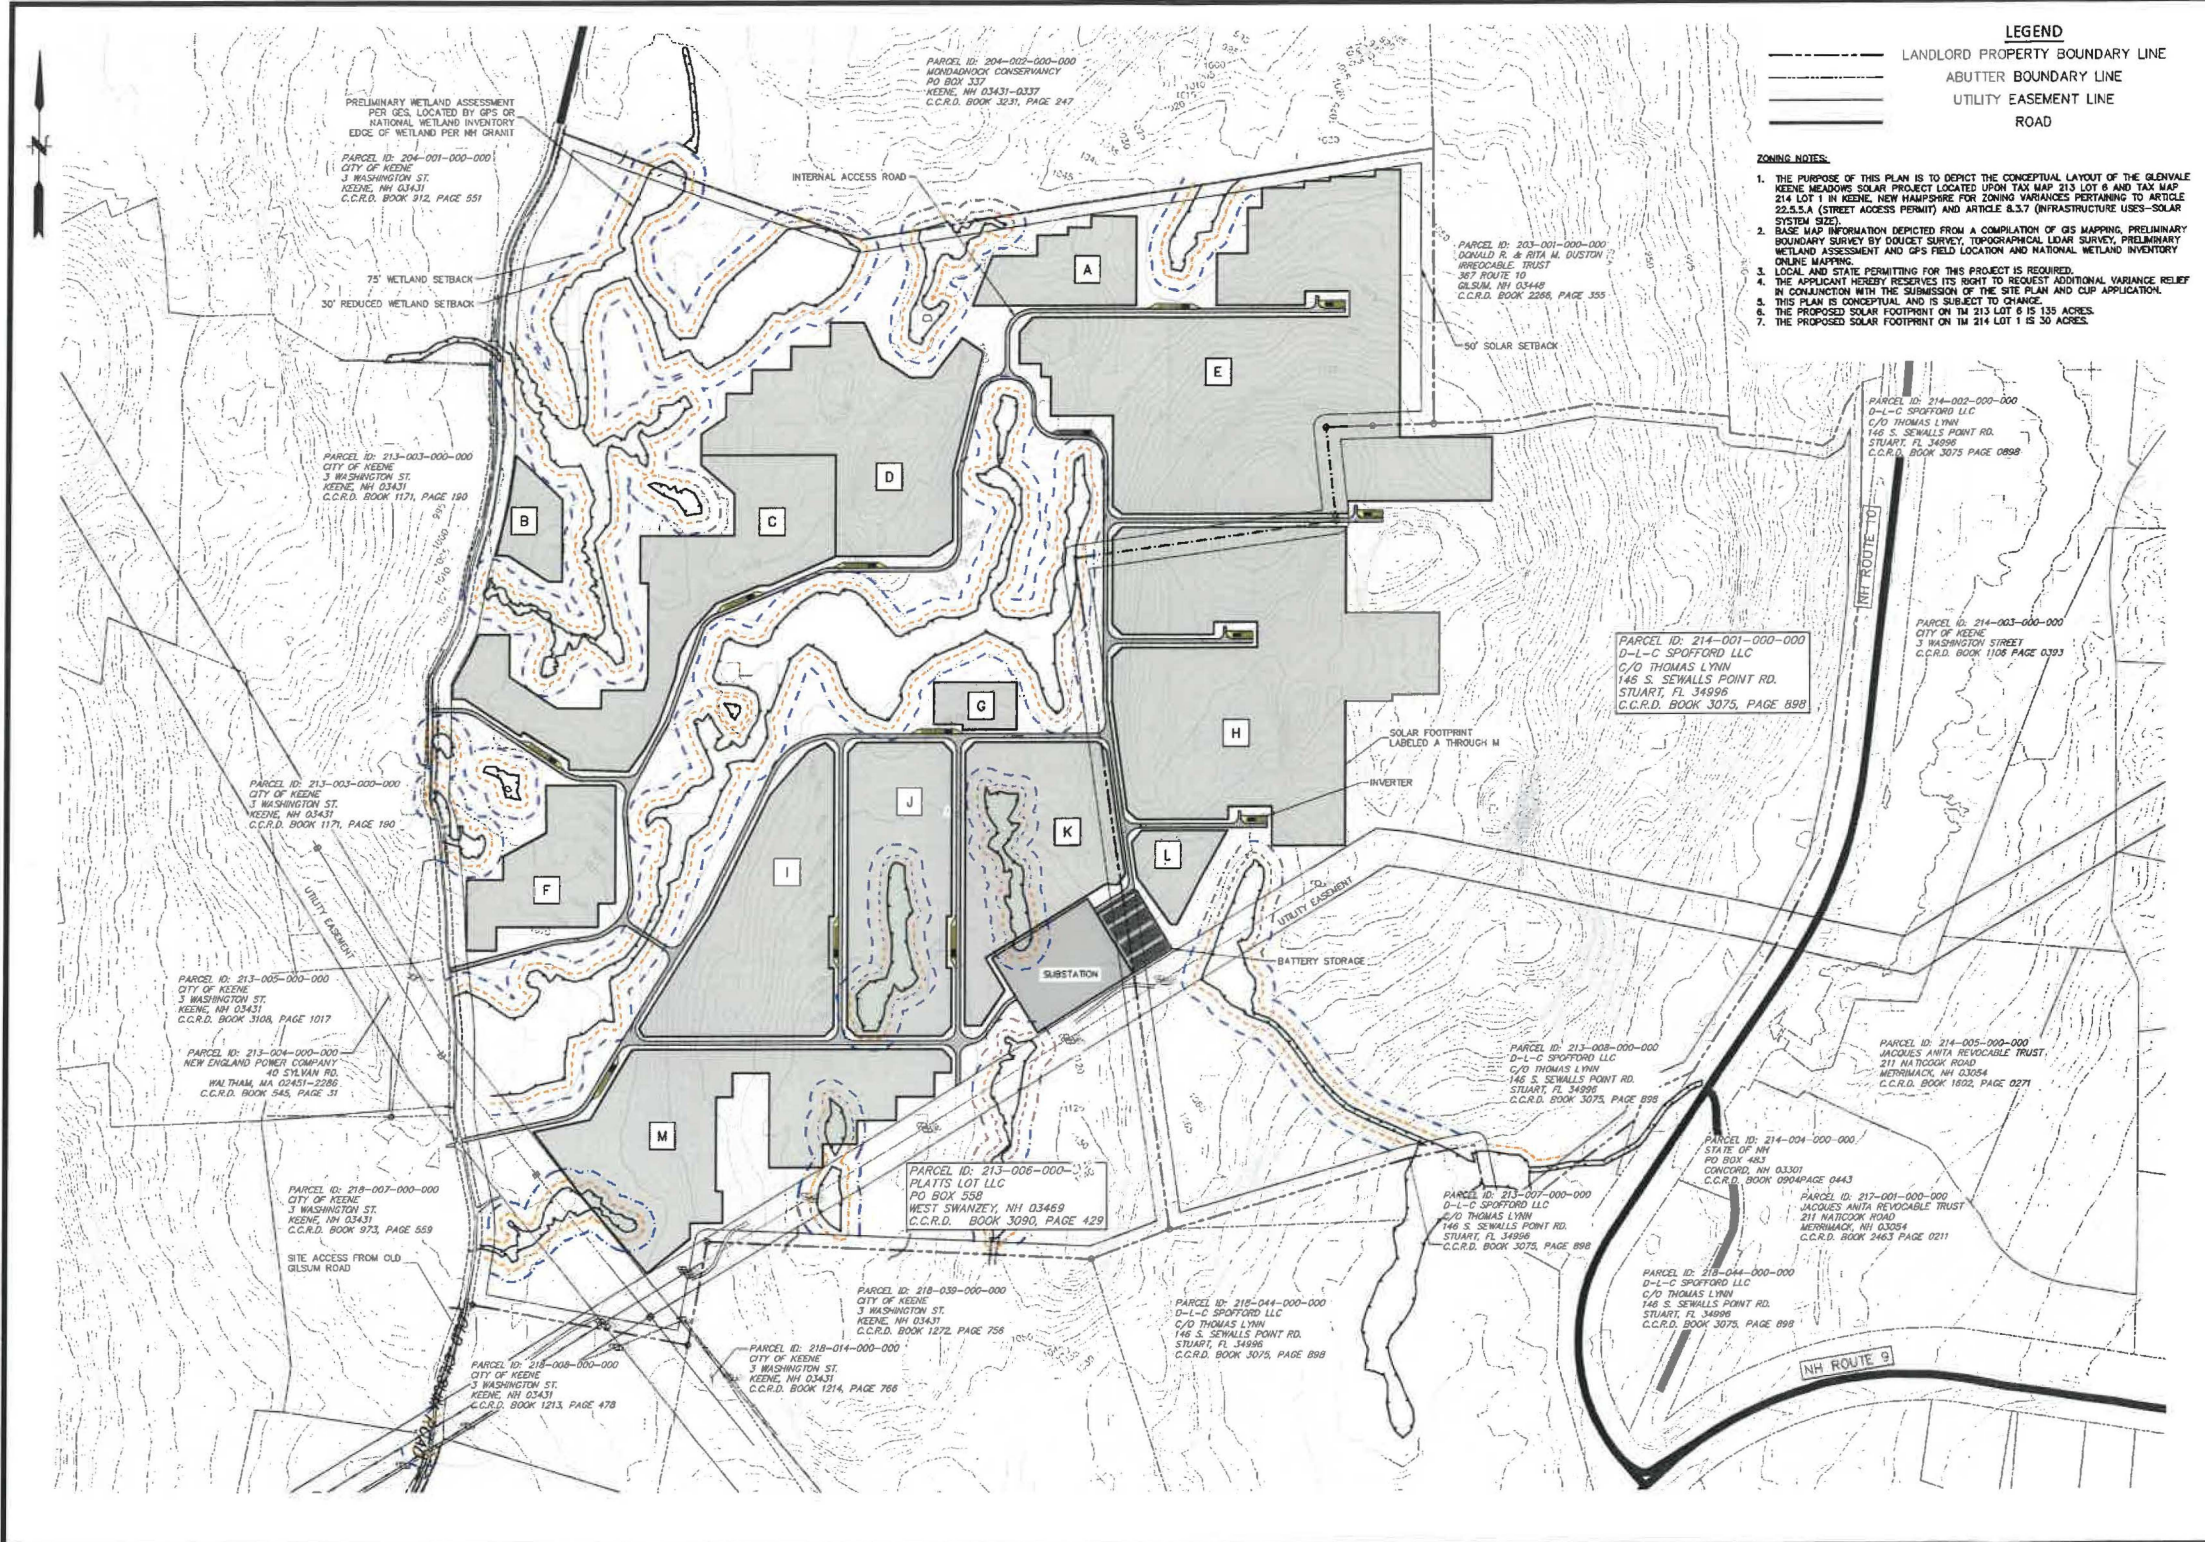 LEGEND
LANDLORD PROPERTY BOUNDARY LINE
ABUTTER BOUNDARY LINE
UTILITY EASEMENT LINE
ROAD
ZONING NOTES:
1. THE PURPOSE OF THIS PLAN IS TO DEPICT THE CONCEPTUAL LAYOUT OF THE GLENVALE
KEENE MEADOWS SOLAR PROJECT LOCATED UPON TAX MAP 213 LOT 6 AND TAX MAP
214 LOT 1 IN KEENE, NEW HAMPSHIRE FOR ZONING VARIANCES PERTAINING TO ARTICLE
22.5.5.A (STREET ACCESS PERMIT) AND ARTICLE 8.3.7 (INFRASTRUCTURE USES-SOLAR
SYSTEM SIZE).
2. BASE MAP INFORMATION DEPICTED FROM A COMPILATION OF GIS MAPPING, PRELIMINARY
BOUNDARY SURVEY BY DOUCET SURVEY, TOPOGRAPHICAL LIDAR SURVEY, PRELIMINARY
WETLAND ASSESSMENT AND GPS FIELD LOCATION AND NATIONAL WETLAND INVENTORY
ONLINE MAPPING.
3. LOCAL AND STATE PERMITTING FOR THIS PROJECT IS REQUIRED.
4. THE APPLICANT HEREBY RESERVES ITS RIGHT TO REQUEST ADDITIONAL VARIANCE RELIEF
IN CONJUNCTION WITH THE SUBMISSION OF THE SITE PLAN AND CUP APPLICATION.
5. THIS PLAN IS CONCEPTUAL AND IS SUBJECT TO CHANGE.
6. THE PROPOSED SOLAR FOOTPRINT ON TM 213 LOT 6 IS 135 ACRES.
7. THE PROPOSED SOLAR FOOTPRINT ON TM 214 LOT 1 IS 30 ACRES.
N
PARCEL ID: 204-002-000-000
MONDADNOCK CONSERVANCY
PO BOX 337
KEENE, NH 03431-0337
C.C.R.D. BOOK 3231, PAGE 247
PRELIMINARY WETLAND ASSESSMENT
PER GES, LOCATED BY GPS OR
NATIONAL WETLAND INVENTORY
EDGE OF WETLAND PER NH GRANIT
PARCEL ID: 204-001-000-000
CITY OF KEENE
3 WASHINGTON ST.
KEENE, NH 03431
C.C.R.D. BOOK 912, PAGE 551
INTERNAL ACCESS ROAD
75' WETLAND SETBACK
30' REDUCED WETLAND SETBACK
PARCEL ID: 203-001-000-000
DONALD R. & RITA M. DUSTON
IRREOCABLE TRUST
387 ROUTE 10
GILSUM, NH 03448
C.C.R.D. BOOK 2286, PAGE 355
50' SOLAR SETBACK
A
E
PARCEL ID: 214-002-000-000
D-L-C SPOFFORD LLC
C/O THOMAS LYNN
146 S. SEWALLS POINT RD.
STUART, FL 34996
C.C.R.D. BOOK 3075 PAGE 0898
PARCEL ID: 213-003-000-000
CITY OF KEENE
3 WASHINGTON ST.
KEENE, NH 03431
C.C.R.D. BOOK 1171, PAGE 190
D
B
C
NH ROUTE 10
PARCEL ID: 214-003-000-000
CITY OF KEENE
3 WASHINGTON STREET
C.C.R.D. BOOK 1106 PAGE 0393
PARCEL ID: 214-001-000-000
D-L-C SPOFFORD LLC
C/O THOMAS LYNN
146 S. SEWALLS POINT RD.
STUART, FL 34996
C.C.R.D. BOOK 3075, PAGE 898
G
H
SOLAR FOOTPRINT
LABELED A THROUGH M
INVERTER
PARCEL ID: 213-003-000-000
CITY OF KEENE
3 WASHINGTON ST.
KEENE, NH 03431
C.C.R.D. BOOK 1171, PAGE 190
J
K
L
I
F
UTILITY EASEMENT
UTILITY EASEMENT
BATTERY STORAGE
SUBSTATION
PARCEL ID: 213-005-000-000
CITY OF KEENE
3 WASHINGTON ST.
KEENE, NH 03431
C.C.R.D. BOOK 3108, PAGE 1017
PARCEL ID: 213-004-000-000
NEW ENGLAND POWER COMPANY
40 SYLVAN RD.
WALTHAM, MA 02451-2286
C.C.R.D. BOOK 545, PAGE 31
PARCEL ID: 213-008-000-000
D-L-C SPOFFORD LLC
C/O THOMAS LYNN
146 S. SEWALLS POINT RD.
STUART, FL 34996
C.C.R.D. BOOK 3075, PAGE 898
PARCEL ID: 214-005-000-000
JACQUES ANITA REVOCABLE TRUST
211 NATICOOK ROAD
MERRIMACK, NH 03054
C.C.R.D. BOOK 1602, PAGE 0271
M
PARCEL ID: 214-004-000-000
STATE OF NH
PO BOX 483
CONCORD, NH 03301
C.C.R.D. BOOK 0904PAGE 0443
PARCEL ID: 213-006-000-
PLATTS LOT LLC
PO BOX 558
WEST SWANZEY, NH 03469
C.C.R.D. BOOK 3090, PAGE 429
PARCEL ID: 218-007-000-000
CITY OF KEENE
3 WASHINGTON ST.
KEENE, NH 03431
C.C.R.D. BOOK 973, PAGE 559
SITE ACCESS FROM OLD
GILSUM ROAD
PARCEL ID: 213-007-000-000
D-L-C SPOFFORD LLC
C/O THOMAS LYNN
146 S. SEWALLS POINT RD.
STUART, FL 34996
C.C.R.D. BOOK 3075, PAGE 898
PARCEL ID: 217-001-000-000
JACQUES ANITA REVOCABLE TRUST
211 NATICOOK ROAD
MERRIMACK, NH 03054
C.C.R.D. BOOK 2463 PAGE 0211
PARCEL ID: 218-044-000-000
D-L-C SPOFFORD LLC
C/O THOMAS LYNN
146 S. SEWALLS POINT RD.
STUART, FL 34996
C.C.R.D. BOOK 3075, PAGE 898
PARCEL ID: 218-039-000-000
CITY OF KEENE
3 WASHINGTON ST.
KEENE, NH 03431
C.C.R.D. BOOK 1272, PAGE 756
PARCEL ID: 218-044-000-000
D-L-C SPOFFORD LLC
C/O THOMAS LYNN
146 S. SEWALLS POINT RD.
STUART, FL 34996
C.C.R.D. BOOK 3075, PAGE 898
PARCEL ID: 218-014-000-000
CITY OF KEENE
3 WASHINGTON ST.
KEENE, NH 03431
C.C.R.D. BOOK 1214, PAGE 766
PARCEL ID: 218-008-000-000
CITY OF KEENE
3 WASHINGTON ST.
KEENE, NH 03431
C.C.R.D. BOOK 1213, PAGE 478
NH ROUTE 9